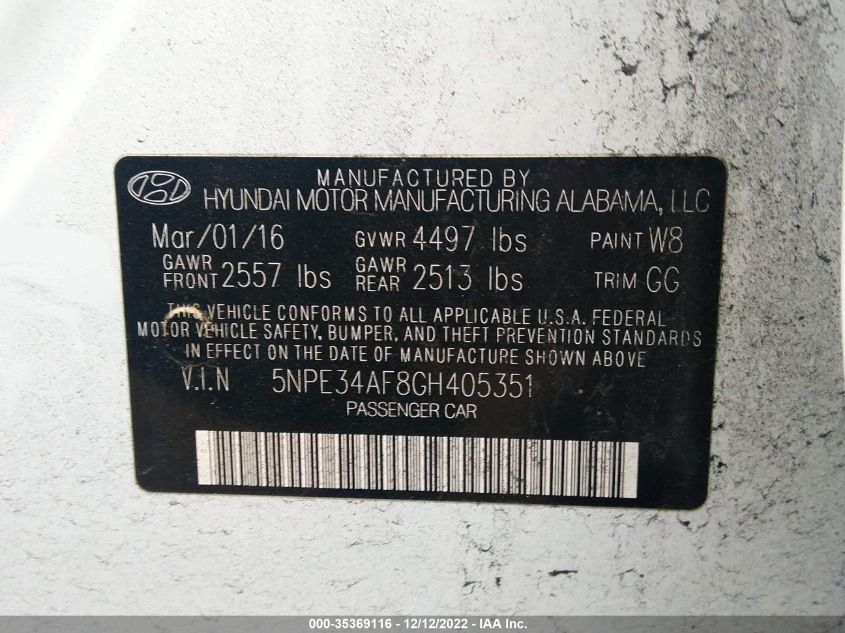 MANUFACTURED BY
HYUNDAI MOTOR MANUFACTURING ALABAMA, LLC
Mar/01/16 GVWR 4497 lbs PAINT W8
GAWR FRONT 2557 lbs GAWR REAR 2513 lbs TRIM GG
THIS VEHICLE CONFORMS TO ALL APPLICABLE U.S.A. FEDERAL
MOTOR VEHICLE SAFETY, BUMPER, AND THEFT PREVENTION STANDARDS
IN EFFECT ON THE DATE OF MANUFACTURE SHOWN ABOVE
V.I.N 5NPE34AF8GH405351
PASSENGER CAR
000-35369116 - 12/12/2022 - IAA Inc.